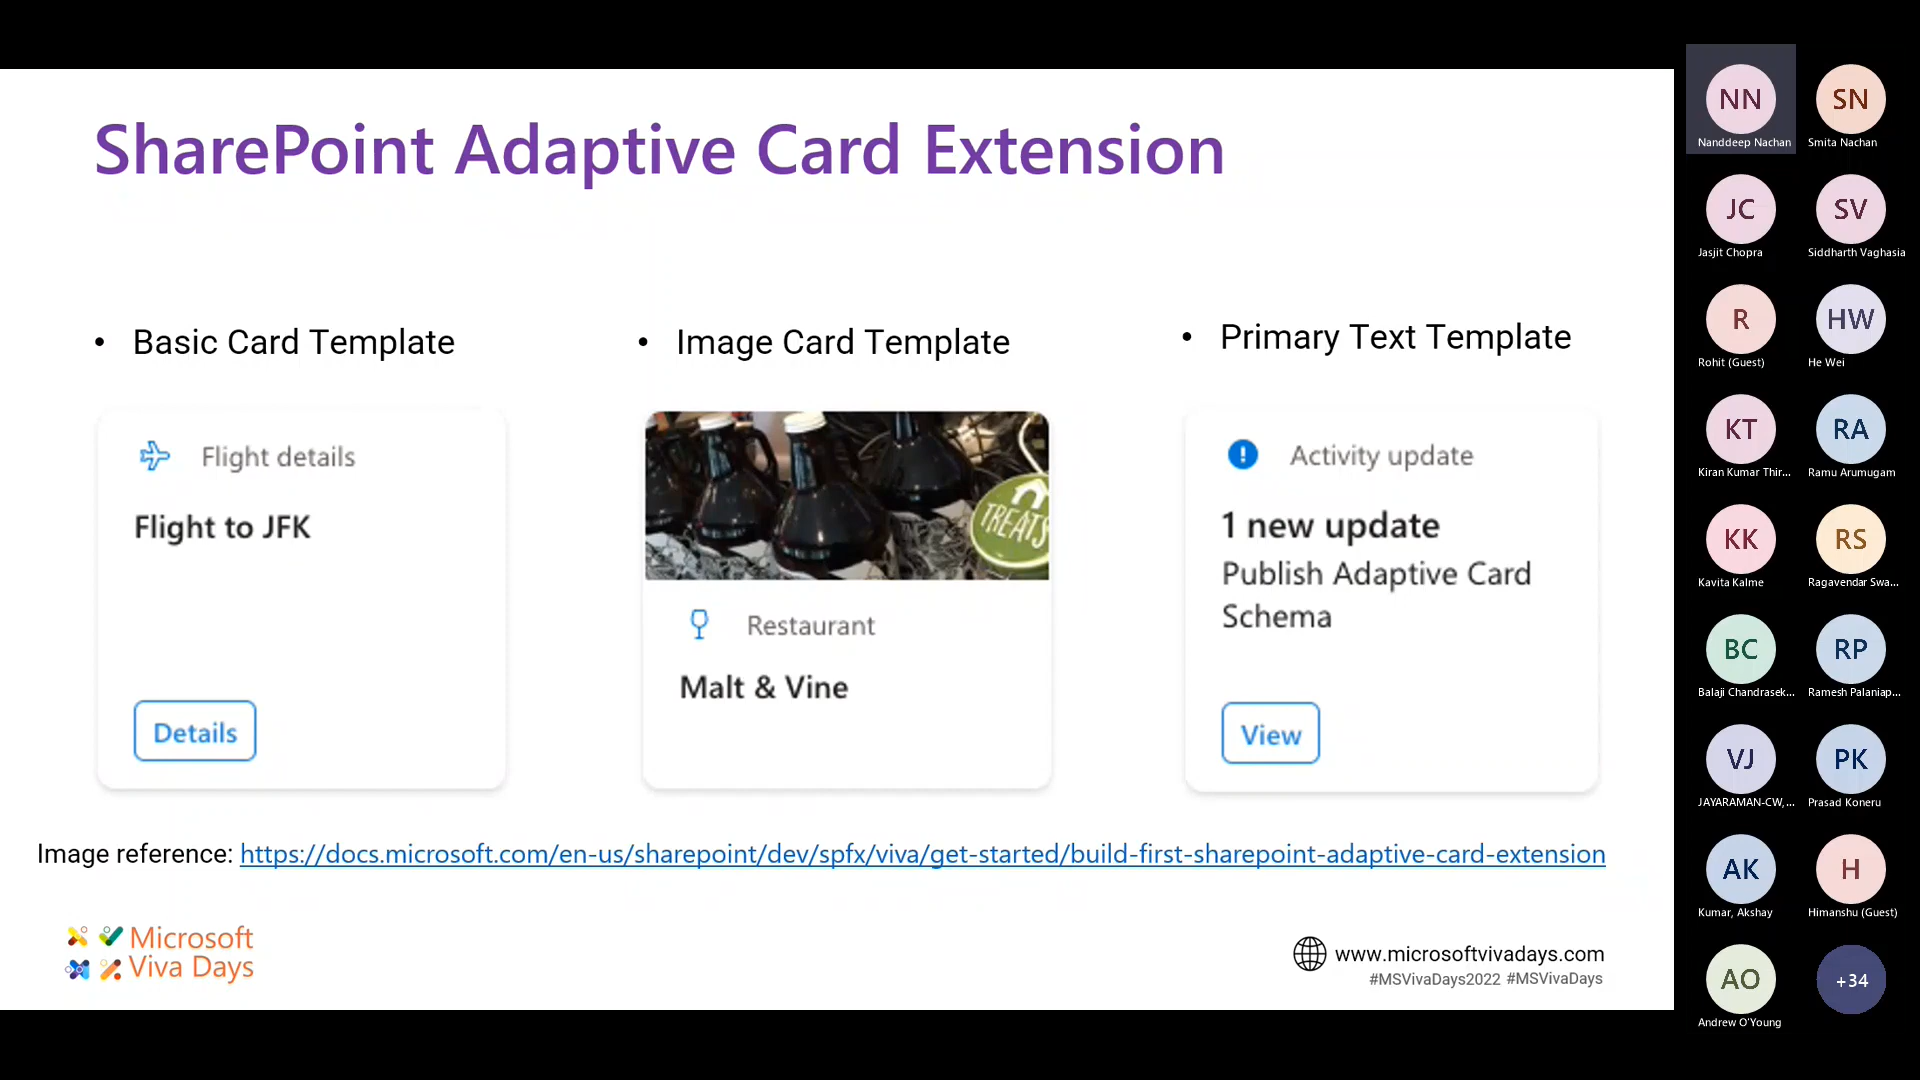 SharePoint Adaptive Card Extension
• Basic Card Template
Flight details
Flight to JFK
Details
• Image Card Template
TREATS
Restaurant
Malt & Vine
• Primary Text Template
Activity update
1 new update
Publish Adaptive Card
Schema
View
Image reference: https://docs.microsoft.com/en-us/sharepoint/dev/spfx/viva/get-started/build-first-sharepoint-adaptive-card-extension
Microsoft
Viva Days
www.microsoftvivadays.com
#MSVivaDays2022 #MSVivaDays
NN
Nanddeep Nachan
SN
Smita Nachan
JC
Jasjit Chopra
SV
Siddharth Vaghasia
R
Rohit (Guest)
HW
He Wei
KT
Kiran Kumar Thir...
RA
Ramu Arumugam
KK
Kavita Kalme
RS
Ragavendar Swa...
BC
Balaji Chandrasek...
RP
Ramesh Palaniap...
VJ
JAYARAMAN-CW,...
PK
Prasad Koneru
AK
Kumar, Akshay
H
Himanshu (Guest)
AO
Andrew O'Young
+34